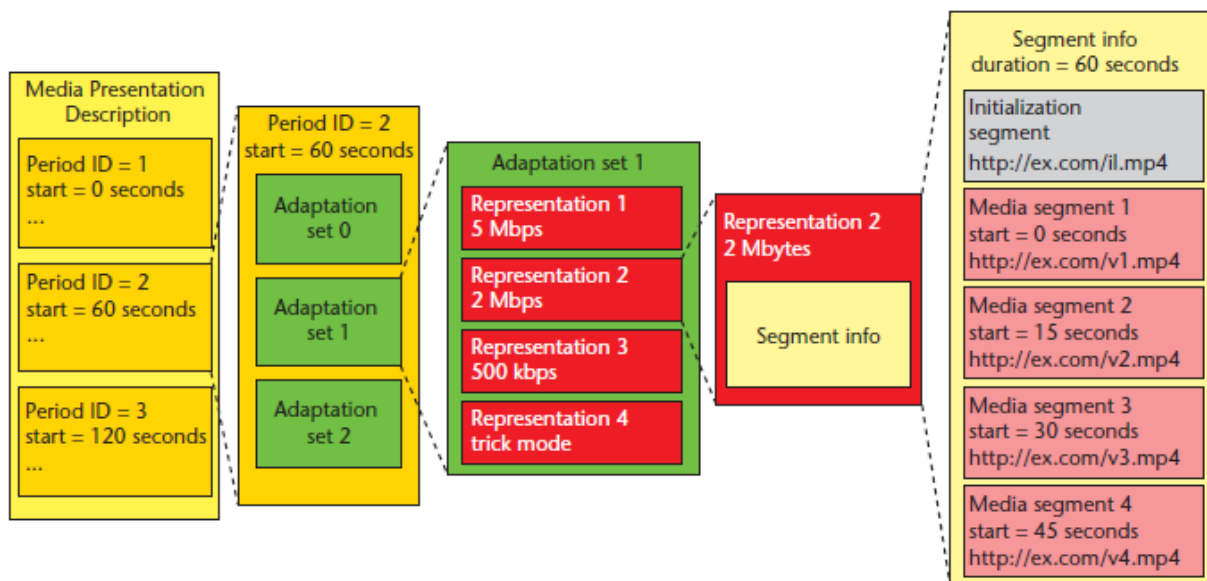 Media Presentation
Description
Period ID = 1
start = 0 seconds
...
Period ID = 2
start = 60 seconds
...
Period ID = 3
start = 120 seconds
...
Period ID = 2
start = 60 seconds
Adaptation
set 0
Adaptation
set 1
Adaptation
set 2
Adaptation set 1
Representation 1
5 Mbps
Representation 2
2 Mbps
Representation 3
500 kbps
Representation 4
trick mode
Representation 2
2 Mbytes
Segment info
Segment info
duration = 60 seconds
Initialization
segment
http://ex.com/il.mp4
Media segment 1
start = 0 seconds
http://ex.com/v1.mp4
Media segment 2
start = 15 seconds
http://ex.com/v2.mp4
Media segment 3
start = 30 seconds
http://ex.com/v3.mp4
Media segment 4
start = 45 seconds
http://ex.com/v4.mp4